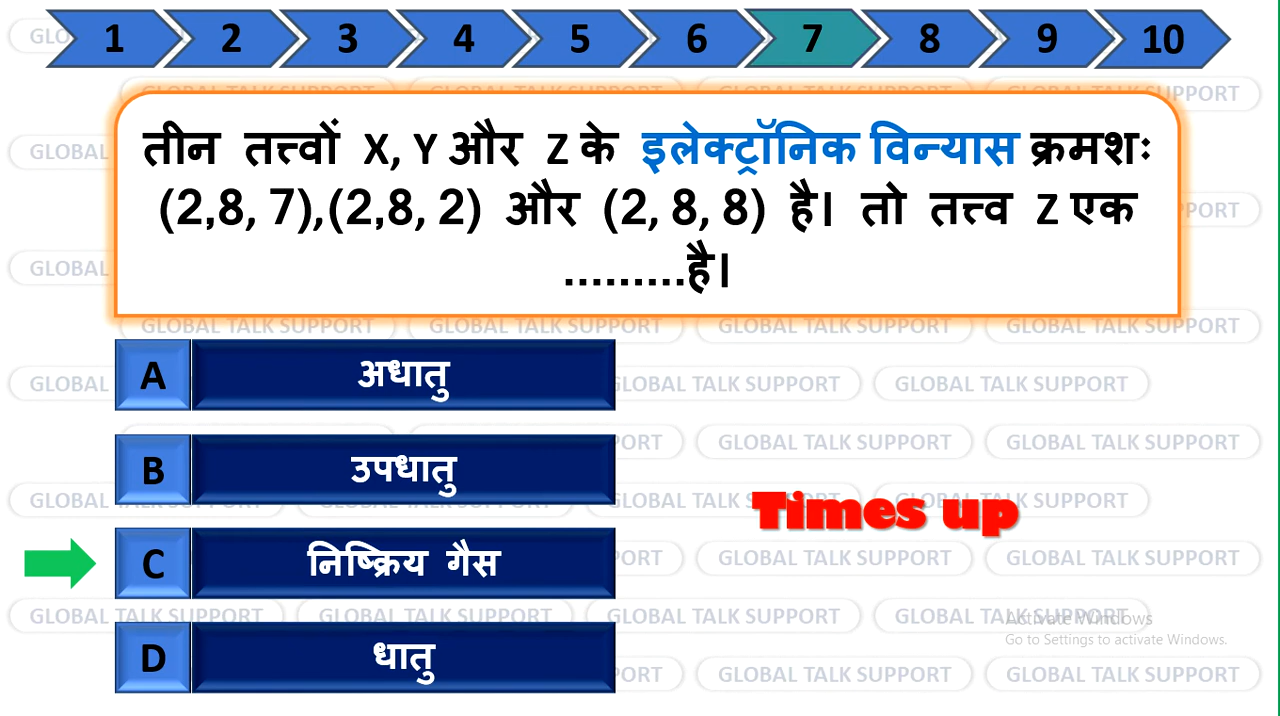 1 2 3 4 5 6 7 8 9 10
तीन तत्त्वों X, Y और Z के इलेक्ट्रॉनिक विन्यास क्रमशः
(2,8, 7),(2,8, 2) और (2, 8, 8) है। तो तत्त्व Z एक
.........है।
A अधातु
B उपधातु
Times up
C निष्क्रिय गैस
D धातु
GLOBAL TALK SUPPORT
Activate Windows
Go to Settings to activate Windows.